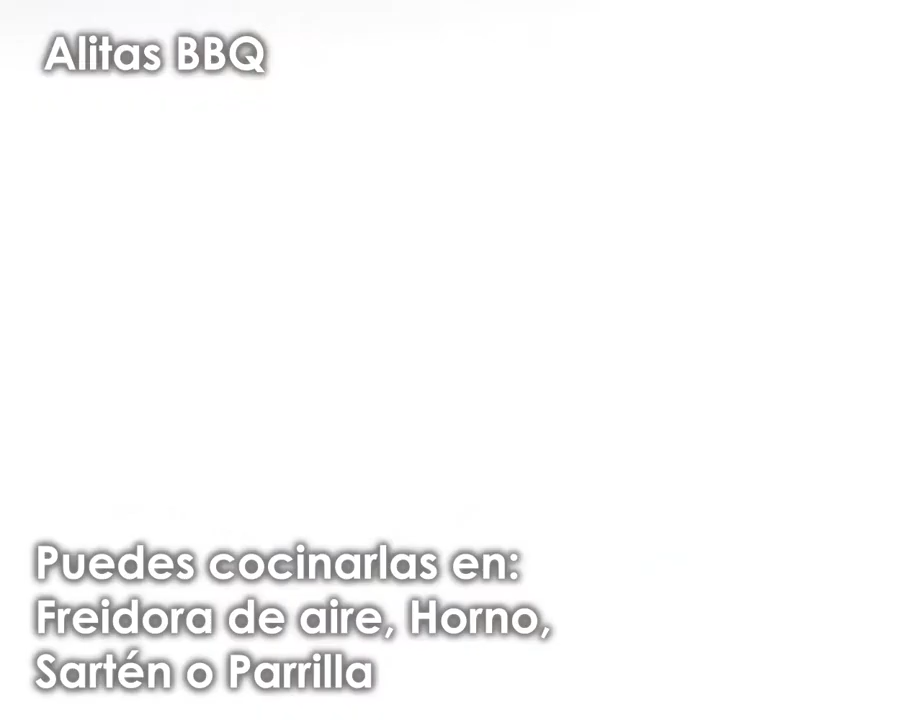 Alitas BBQ
Puedes cocinarlas en:
Freidora de aire, Horno,
Sartén o Parrilla